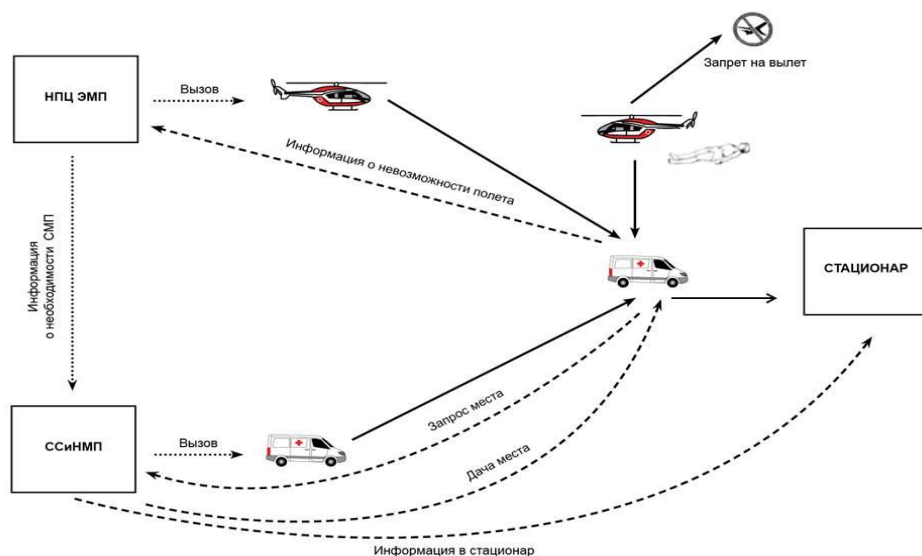 Запрет на вылет
НПЦ ЭМП
Вызов
Информация о невозможности полета
Информация
о необходимости СМП
СТАЦИОНАР
ССиНМП
Вызов
Запрос места
Дача места
Информация в стационар